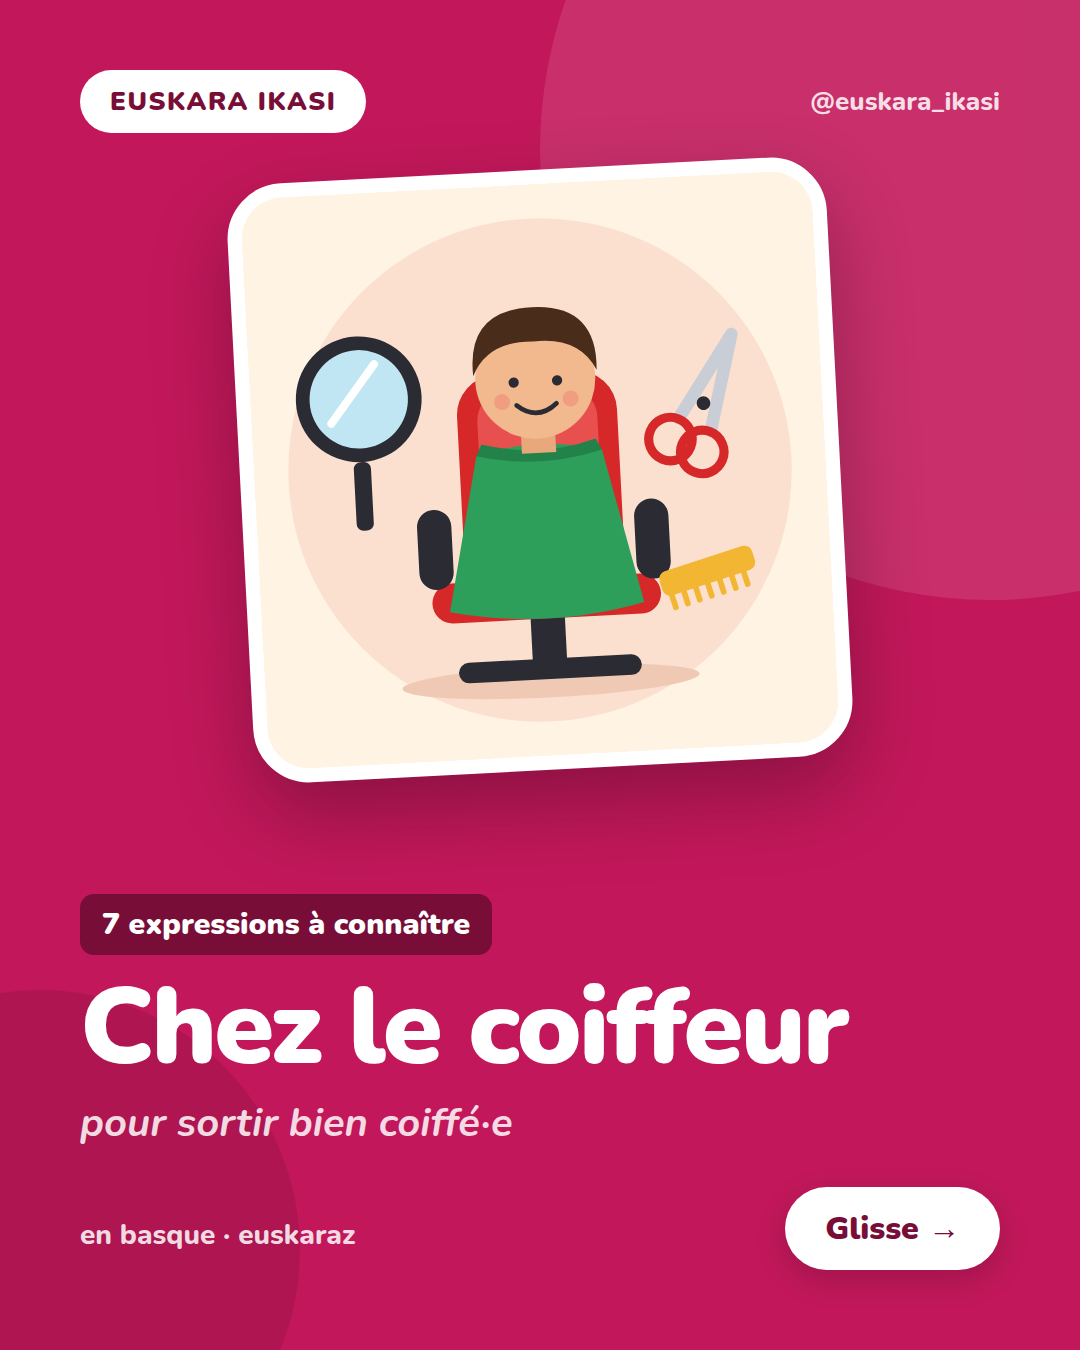 EUSKARA IKASI
@euskara_ikasi
7 expressions à connaître
Chez le coiffeur
pour sortir bien coiffé·e
en basque · euskaraz
Glisse →